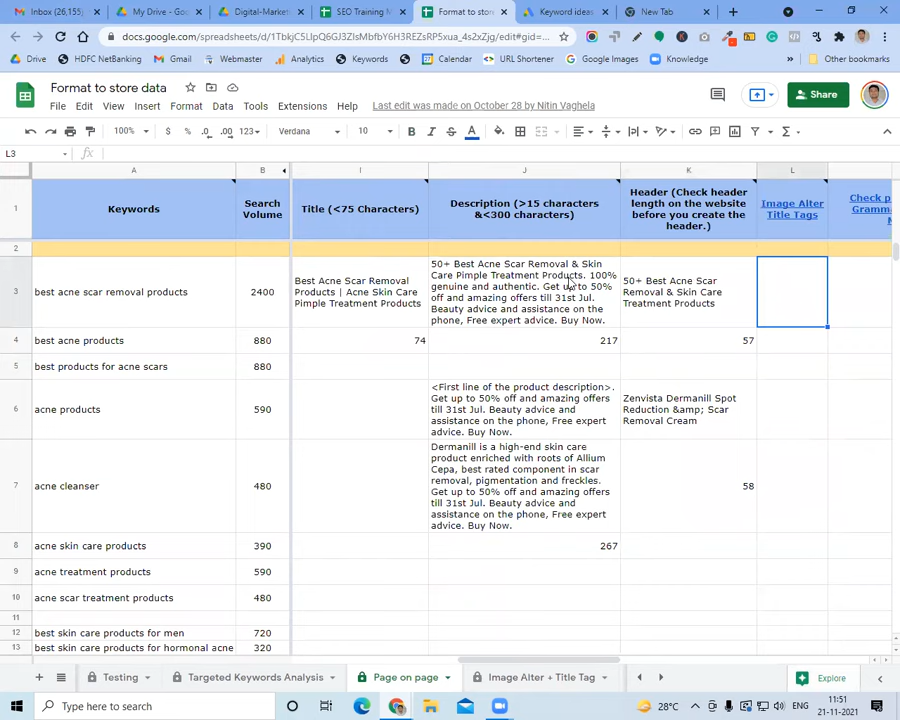 Inbox (26,155)
My Drive - Goo
Digital-Market
SEO Training M
Format to store
Keyword ideas
New Tab
docs.google.com/spreadsheets/d/1TbkjC5LIpQ6GJ3ZIsMbfbY6H3REZsRP5xua_4s2xZjg/edit#gid=...
Drive
HDFC NetBanking
Gmail
Webmaster
Analytics
Keywords
Calendar
URL Shortener
Google Images
Knowledge
»
Other bookmarks
Format to store data
File Edit View Insert Format Data Tools Extensions Help
Last edit was made on October 28 by Nitin Vaghela
Share
100% $ % .0 .00 123 Verdana 10 B I S A
L3 fx
A B I J K L
1
Keywords
Search Volume
Title (<75 Characters)
Description (>15 characters &<300 characters)
Header (Check header length on the website before you create the header.)
Image Alter Title Tags
Check p
Gramm
2
3
best acne scar removal products
2400
Best Acne Scar Removal
Products | Acne Skin Care
Pimple Treatment Products
50+ Best Acne Scar Removal & Skin
Care Pimple Treatment Products. 100%
genuine and authentic. Get up to 50%
off and amazing offers till 31st Jul.
Beauty advice and assistance on the
phone, Free expert advice. Buy Now.
50+ Best Acne Scar
Removal & Skin Care
Treatment Products
4 best acne products 880 74 217 57
5 best products for acne scars 880
6 acne products 590
<First line of the product description>.
Get up to 50% off and amazing offers
till 31st Jul. Beauty advice and
assistance on the phone, Free expert
advice. Buy Now.
Zenvista Dermanill Spot
Reduction &amp; Scar
Removal Cream
7 acne cleanser 480
Dermanill is a high-end skin care
product enriched with roots of Allium
Cepa, best rated component in scar
removal, pigmentation and freckles.
Get up to 50% off and amazing offers
till 31st Jul. Beauty advice and
assistance on the phone, Free expert
advice. Buy Now.
58
8 acne skin care products 390 267
9 acne treatment products 590
10 acne scar treatment products 480
11
12 best skin care products for men 720
13 best skin care products for hormonal acne 320
Testing
Targeted Keywords Analysis
Page on page
Image Alter + Title Tag
Explore
Type here to search
28°C
11:51
21-11-2021